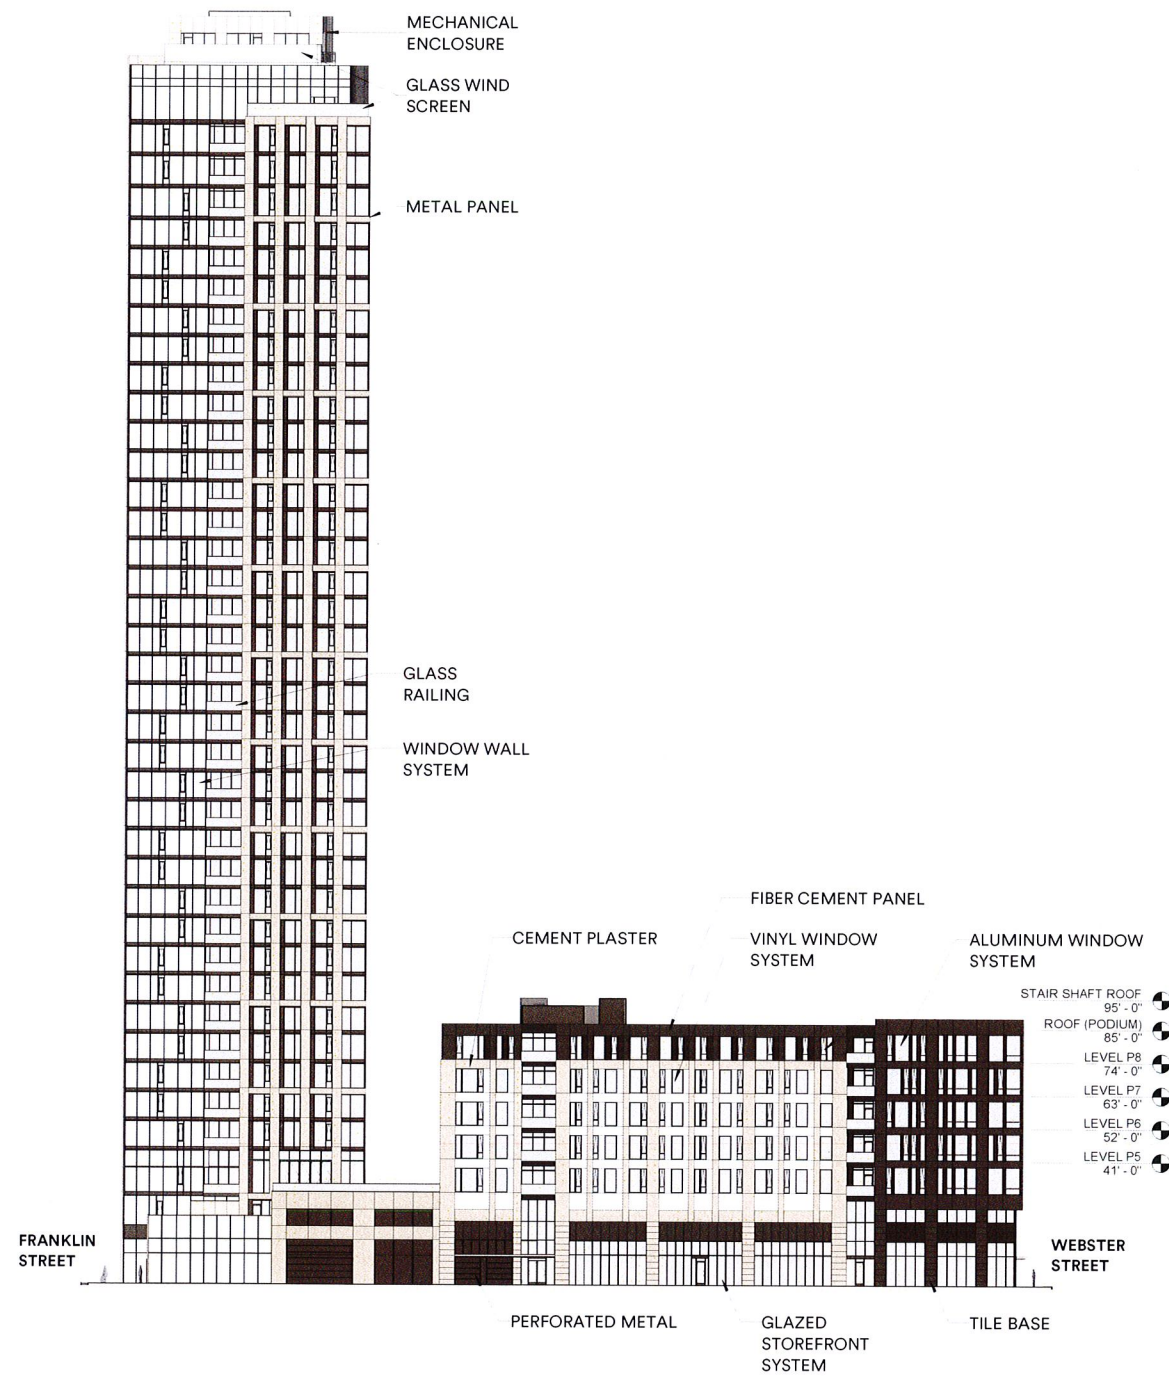 MECHANICAL
ENCLOSURE
GLASS WIND
SCREEN
METAL PANEL
GLASS
RAILING
WINDOW WALL
SYSTEM
FIBER CEMENT PANEL
CEMENT PLASTER
VINYL WINDOW
SYSTEM
ALUMINUM WINDOW
SYSTEM
STAIR SHAFT ROOF
95' - 0"
ROOF (PODIUM)
85' - 0"
LEVEL P8
74' - 0"
LEVEL P7
63' - 0"
LEVEL P6
52' - 0"
LEVEL P5
41' - 0"
FRANKLIN
STREET
WEBSTER
STREET
PERFORATED METAL
GLAZED
STOREFRONT
SYSTEM
TILE BASE